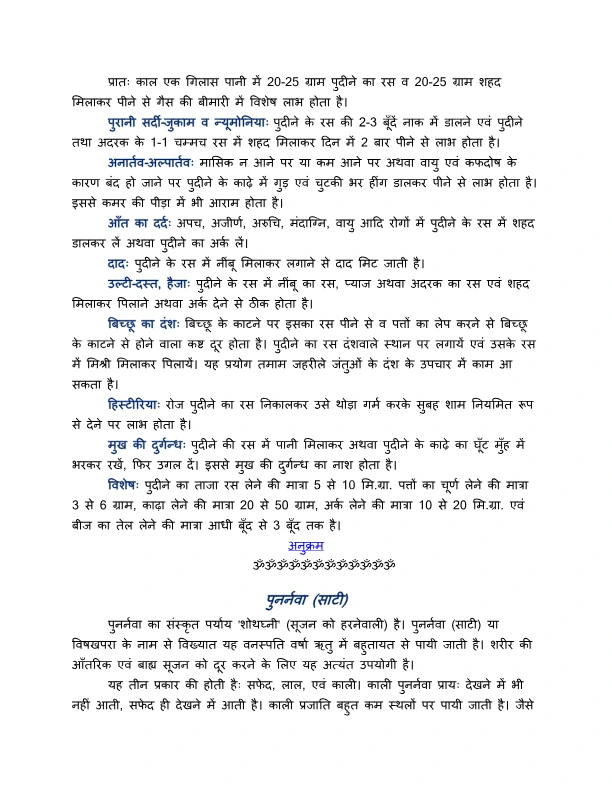 प्रातः काल एक गिलास पानी में 20-25 ग्राम पुदीने का रस व 20-25 ग्राम शहद
मिलाकर पीने से गैस की बीमारी में विशेष लाभ होता है।
पुरानी सर्दी-जुकाम व न्यूमोनियाः पुदीने के रस की 2-3 बूँदें नाक में डालने एवं पुदीने
तथा अदरक के 1-1 चम्मच रस में शहद मिलाकर दिन में 2 बार पीने से लाभ होता है।
अनार्तव-अल्पार्तवः मासिक न आने पर या कम आने पर अथवा वायु एवं कफदोष के
कारण बंद हो जाने पर पुदीने के काढ़े में गुड़ एवं चुटकी भर हींग डालकर पीने से लाभ होता है।
इससे कमर की पीड़ा में भी आराम होता है।
आँत का दर्दः अपच, अजीर्ण, अरुचि, मंदाग्नि, वायु आदि रोगों में पुदीने के रस में शहद
डालकर लें अथवा पुदीने का अर्क लें।
दादः पुदीने के रस में नींबू मिलाकर लगाने से दाद मिट जाती है।
उल्टी-दस्त, हैजाः पुदीने के रस में नींबू का रस, प्याज अथवा अदरक का रस एवं शहद
मिलाकर पिलाने अथवा अर्क देने से ठीक होता है।
बिच्छू का दंशः बिच्छू के काटने पर इसका रस पीने से व पत्तों का लेप करने से बिच्छू
के काटने से होने वाला कष्ट दूर होता है। पुदीने का रस दंशवाले स्थान पर लगायें एवं उसके रस
में मिश्री मिलाकर पिलायें। यह प्रयोग तमाम जहरीले जंतुओं के दंश के उपचार में काम आ
सकता है।
हिस्टीरियाः रोज पुदीने का रस निकालकर उसे थोड़ा गर्म करके सुबह शाम नियमित रूप
से देने पर लाभ होता है।
मुख की दुर्गन्धः पुदीने की रस में पानी मिलाकर अथवा पुदीने के काढ़े का घूँट मुँह में
भरकर रखें, फिर उगल दें। इससे मुख की दुर्गन्ध का नाश होता है।
विशेषः पुदीने का ताजा रस लेने की मात्रा 5 से 10 मि.ग्रा. पत्तों का चूर्ण लेने की मात्रा
3 से 6 ग्राम, काढ़ा लेने की मात्रा 20 से 50 ग्राम, अर्क लेने की मात्रा 10 से 20 मि.ग्रा. एवं
बीज का तेल लेने की मात्रा आधी बूँद से 3 बूँद तक है।
अनुक्रम
ॐॐॐॐॐॐॐॐॐॐॐॐ
पुनर्नवा (साटी)
पुनर्नवा का संस्कृत पर्याय 'शोथघ्नी' (सूजन को हरनेवाली) है। पुनर्नवा (साटी) या
विषखपरा के नाम से विख्यात यह वनस्पति वर्षा ऋतु में बहुतायत से पायी जाती है। शरीर की
आँतरिक एवं बाह्य सूजन को दूर करने के लिए यह अत्यंत उपयोगी है।
यह तीन प्रकार की होती हैः सफेद, लाल, एवं काली। काली पुनर्नवा प्रायः देखने में भी
नहीं आती, सफेद ही देखने में आती है। काली प्रजाति बहुत कम स्थलों पर पायी जाती है। जैसे